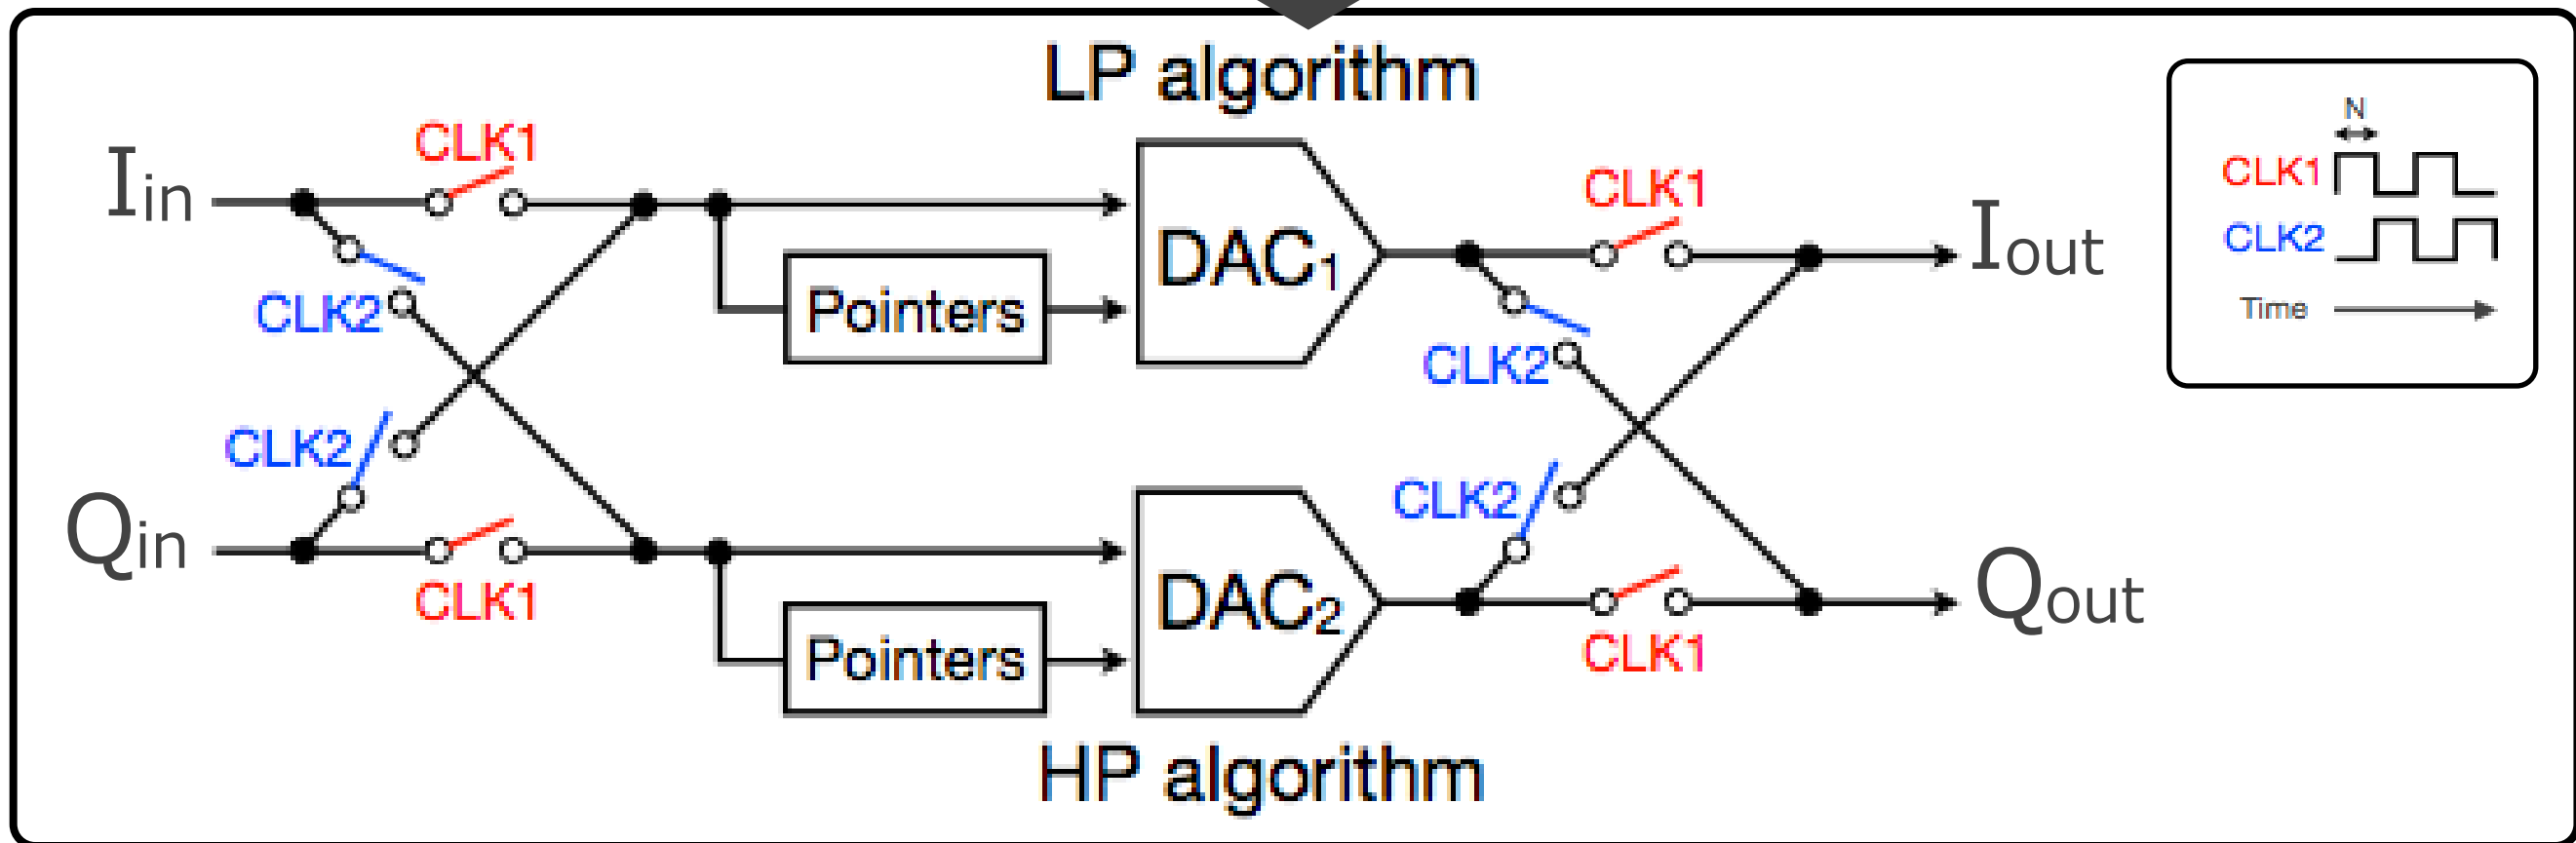 LP algorithm
N
CLK1
CLK1
CLK2
Time
Iin
CLK1
CLK1
Iout
DAC1
CLK2
Pointers
CLK2
CLK2
CLK2
Qin
CLK1
DAC2
CLK1
Qout
Pointers
HP algorithm